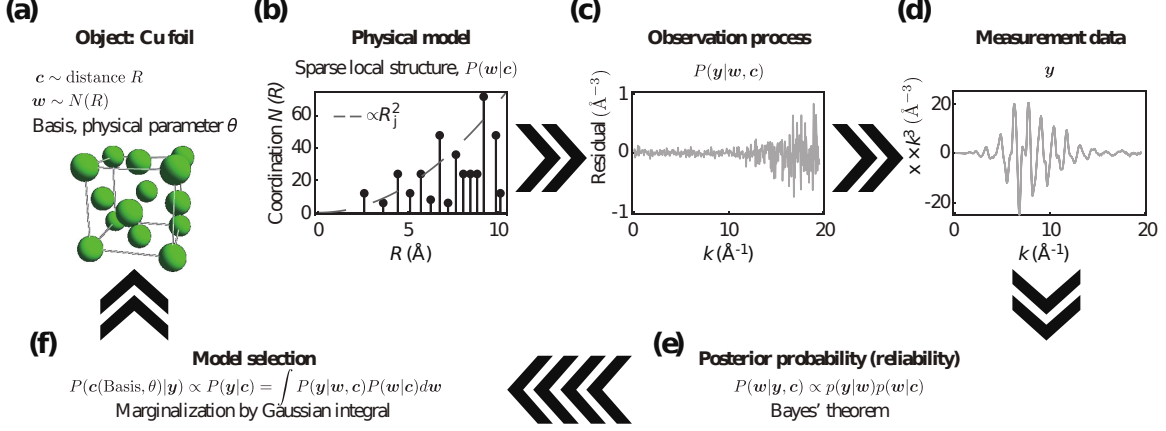 (a)
Object: Cu foil
c ∼ distance R
w ∼ N(R)
Basis, physical parameter θ
(b)
Physical model
Sparse local structure, P(w|c)
Coordination N (R)
60
40
20
0
∝R_j^2
0
5
10
R (Å)
(c)
Observation process
P(y|w, c)
Residual (Å⁻³)
1
0
-1
0
10
20
k (Å⁻¹)
(d)
Measurement data
y
χ × k³ (Å⁻³)
20
0
-20
0
10
20
k (Å⁻¹)
(f)
Model selection
P(c(Basis, θ)|y) ∝ P(y|c) = ∫ P(y|w, c)P(w|c)dw
Marginalization by Gaussian integral
(e)
Posterior probability (reliability)
P(w|y, c) ∝ p(y|w)p(w|c)
Bayes' theorem